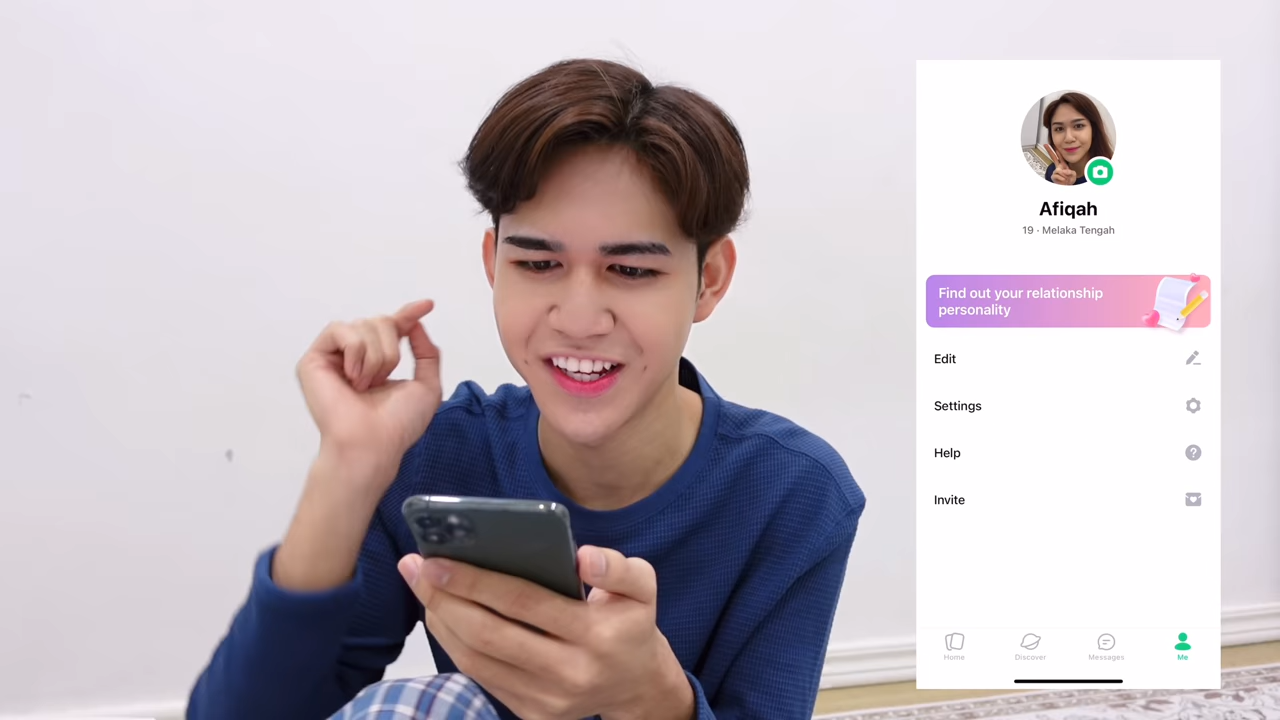 Afiqah
19 · Melaka Tengah
Find out your relationship
personality
Edit
Settings
Help
Invite
Home
Discover
Messages
Me